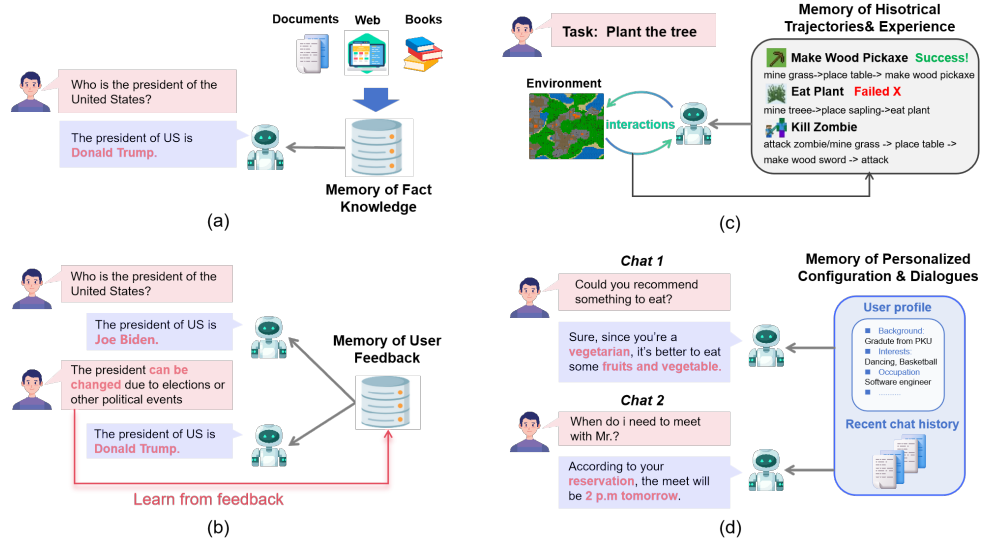 Documents
Web
Books
Who is the president of the
United States?
The president of US is
Donald Trump.
Memory of Fact
Knowledge
(a)
Memory of Hisotrical
Trajectories& Experience
Task: Plant the tree
Environment
interactions
Make Wood Pickaxe Success!
mine grass->place table-> make wood pickaxe
Eat Plant Failed X
mine treee->place sapling->eat plant
Kill Zombie
attack zombie/mine grass -> place table ->
make wood sword -> attack
(c)
Who is the president of the
United States?
The president of US is
Joe Biden.
The president can be
changed due to elections or
other political events
The president of US is
Donald Trump.
Memory of User
Feedback
Learn from feedback
(b)
Chat 1
Could you recommend
something to eat?
Sure, since you're a
vegetarian, it's better to eat
some fruits and vegetable.
Chat 2
When do i need to meet
with Mr.?
According to your
reservation, the meet will
be 2 p.m tomorrow.
Memory of Personalized
Configuration & Dialogues
User profile
Background:
Gradute from PKU
Interests:
Dancing, Basketball
Occupation
Software engineer
.........
Recent chat history
(d)